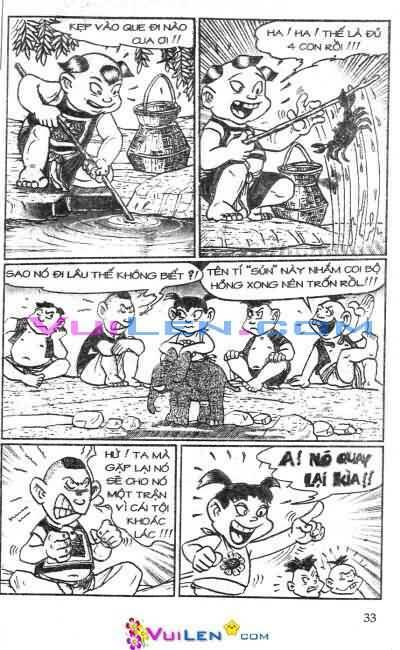 KẸP VÀO QUE ĐI NÀO
CUA ƠI !!!
HA ! HA ! THẾ LÀ ĐỦ
4 CON RỒI !!!
SAO NÓ ĐI LÂU THẾ KHÔNG BIẾT ?!
TÊN TÍ "SÚN" NÀY NHẮM COI BỘ
HỔNG XONG NÊN TRỐN RỒI...!!!
VUILEN.COM
HỪ ! TA MÀ
GẶP LẠI NÓ
SẼ CHO NÓ
MỘT TRẬN
VÌ CÁI TỘI
KHOÁC
LÁC !!!
A! NÓ QUAY
LẠI KÌA!!
33
VUILEN.COM